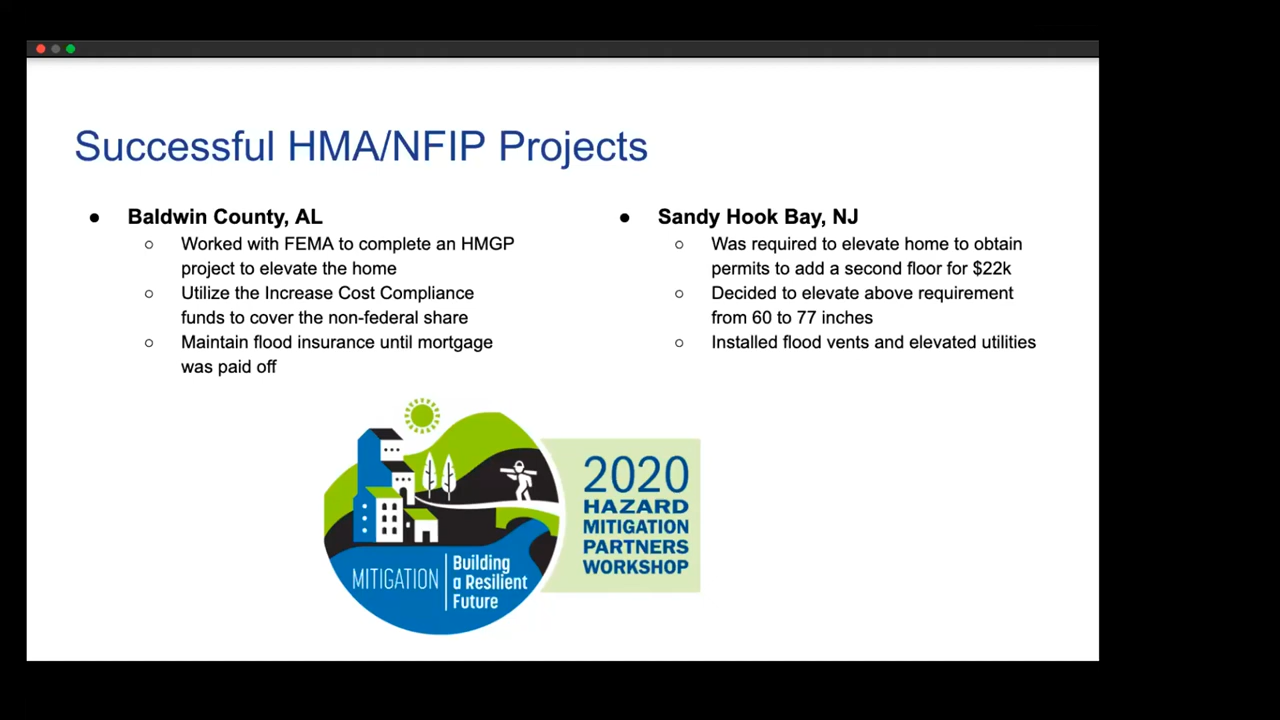 Successful HMA/NFIP Projects
● Baldwin County, AL
○ Worked with FEMA to complete an HMGP
project to elevate the home
○ Utilize the Increase Cost Compliance
funds to cover the non-federal share
○ Maintain flood insurance until mortgage
was paid off
● Sandy Hook Bay, NJ
○ Was required to elevate home to obtain
permits to add a second floor for $22k
○ Decided to elevate above requirement
from 60 to 77 inches
○ Installed flood vents and elevated utilities
MITIGATION
Building
a Resilient
Future
2020
HAZARD
MITIGATION
PARTNERS
WORKSHOP